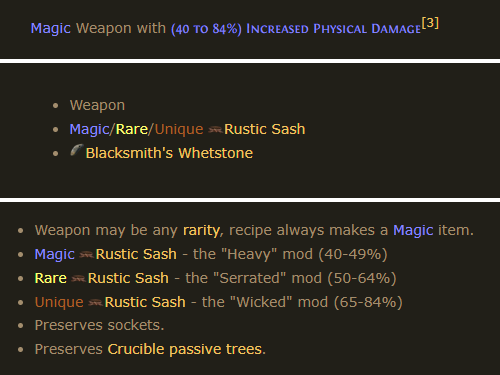 Magic Weapon with (40 to 84%) Increased Physical Damage[3]
• Weapon
• Magic/Rare/Unique Rustic Sash
• Blacksmith's Whetstone
• Weapon may be any rarity, recipe always makes a Magic item.
• Magic Rustic Sash - the "Heavy" mod (40-49%)
• Rare Rustic Sash - the "Serrated" mod (50-64%)
• Unique Rustic Sash - the "Wicked" mod (65-84%)
• Preserves sockets.
• Preserves Crucible passive trees.